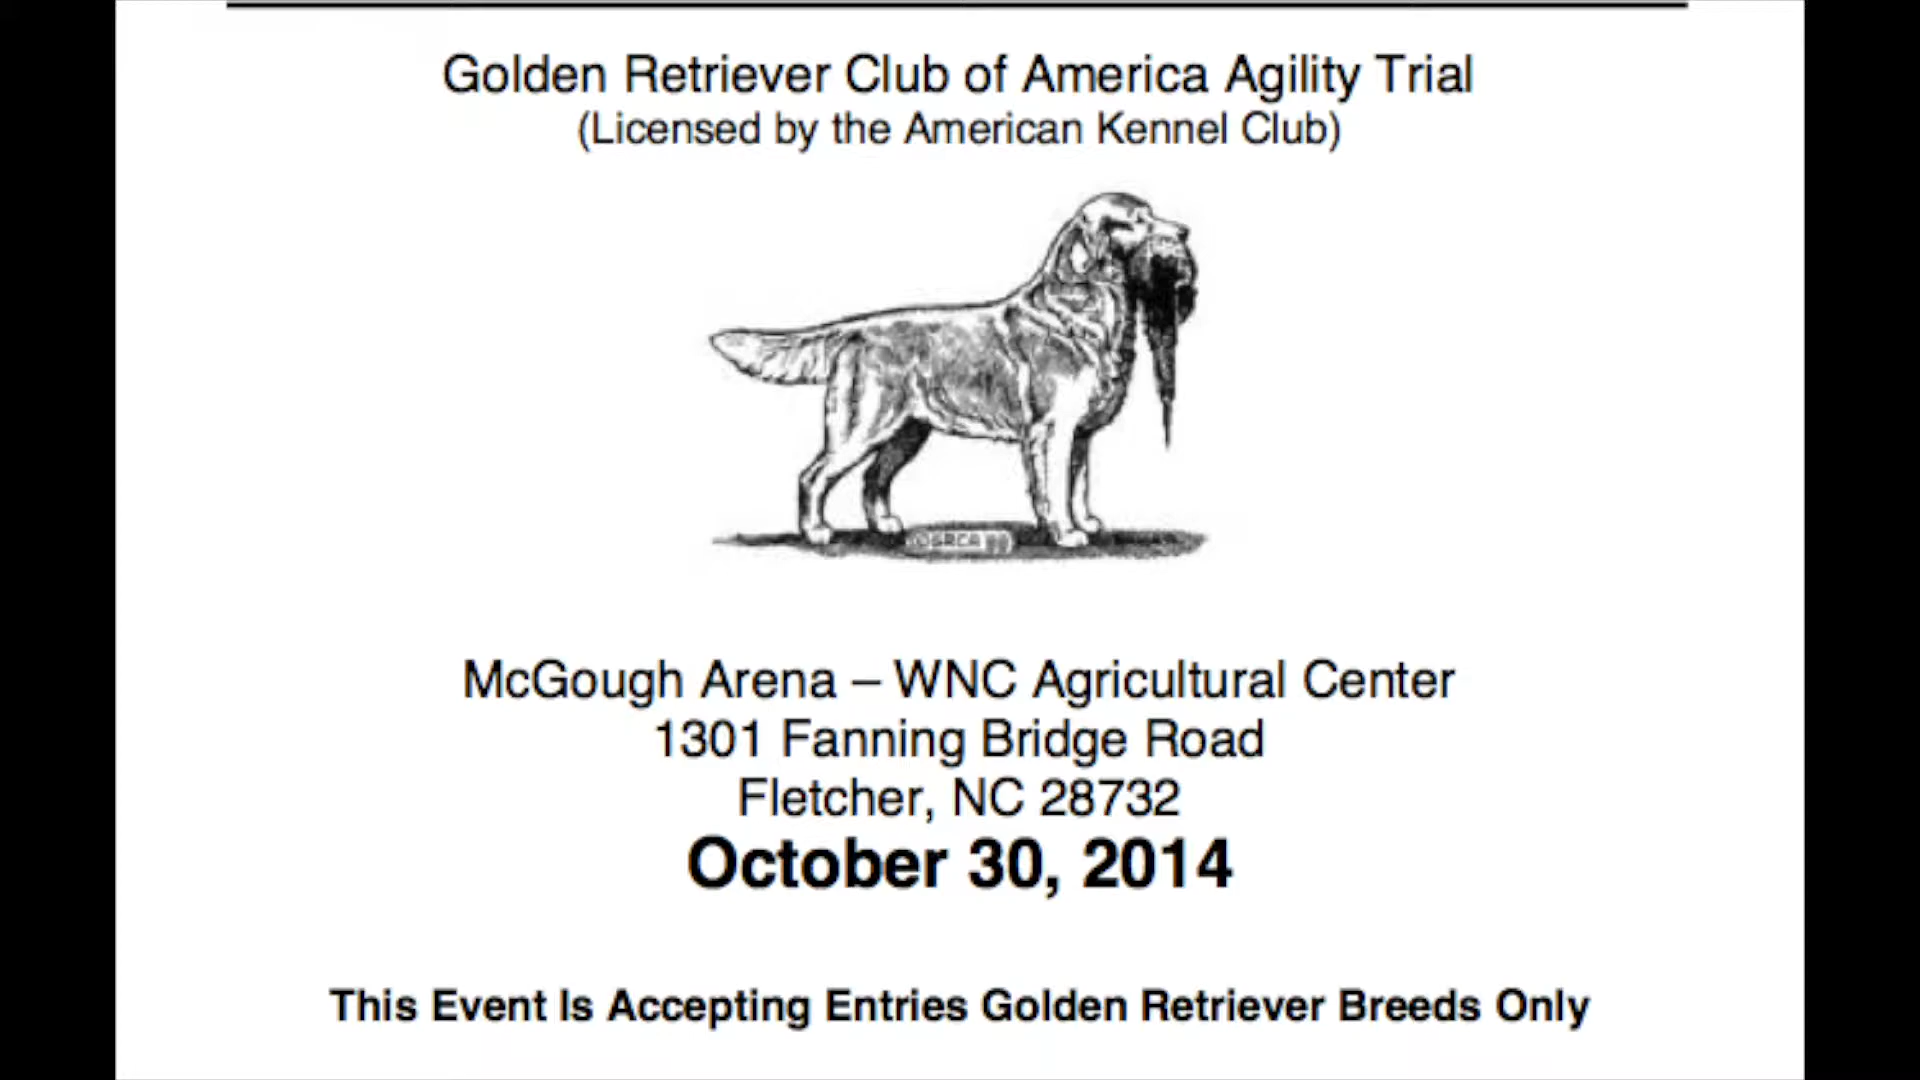 Golden Retriever Club of America Agility Trial
(Licensed by the American Kennel Club)
©GRCA
McGough Arena – WNC Agricultural Center
1301 Fanning Bridge Road
Fletcher, NC 28732
October 30, 2014
This Event Is Accepting Entries Golden Retriever Breeds Only